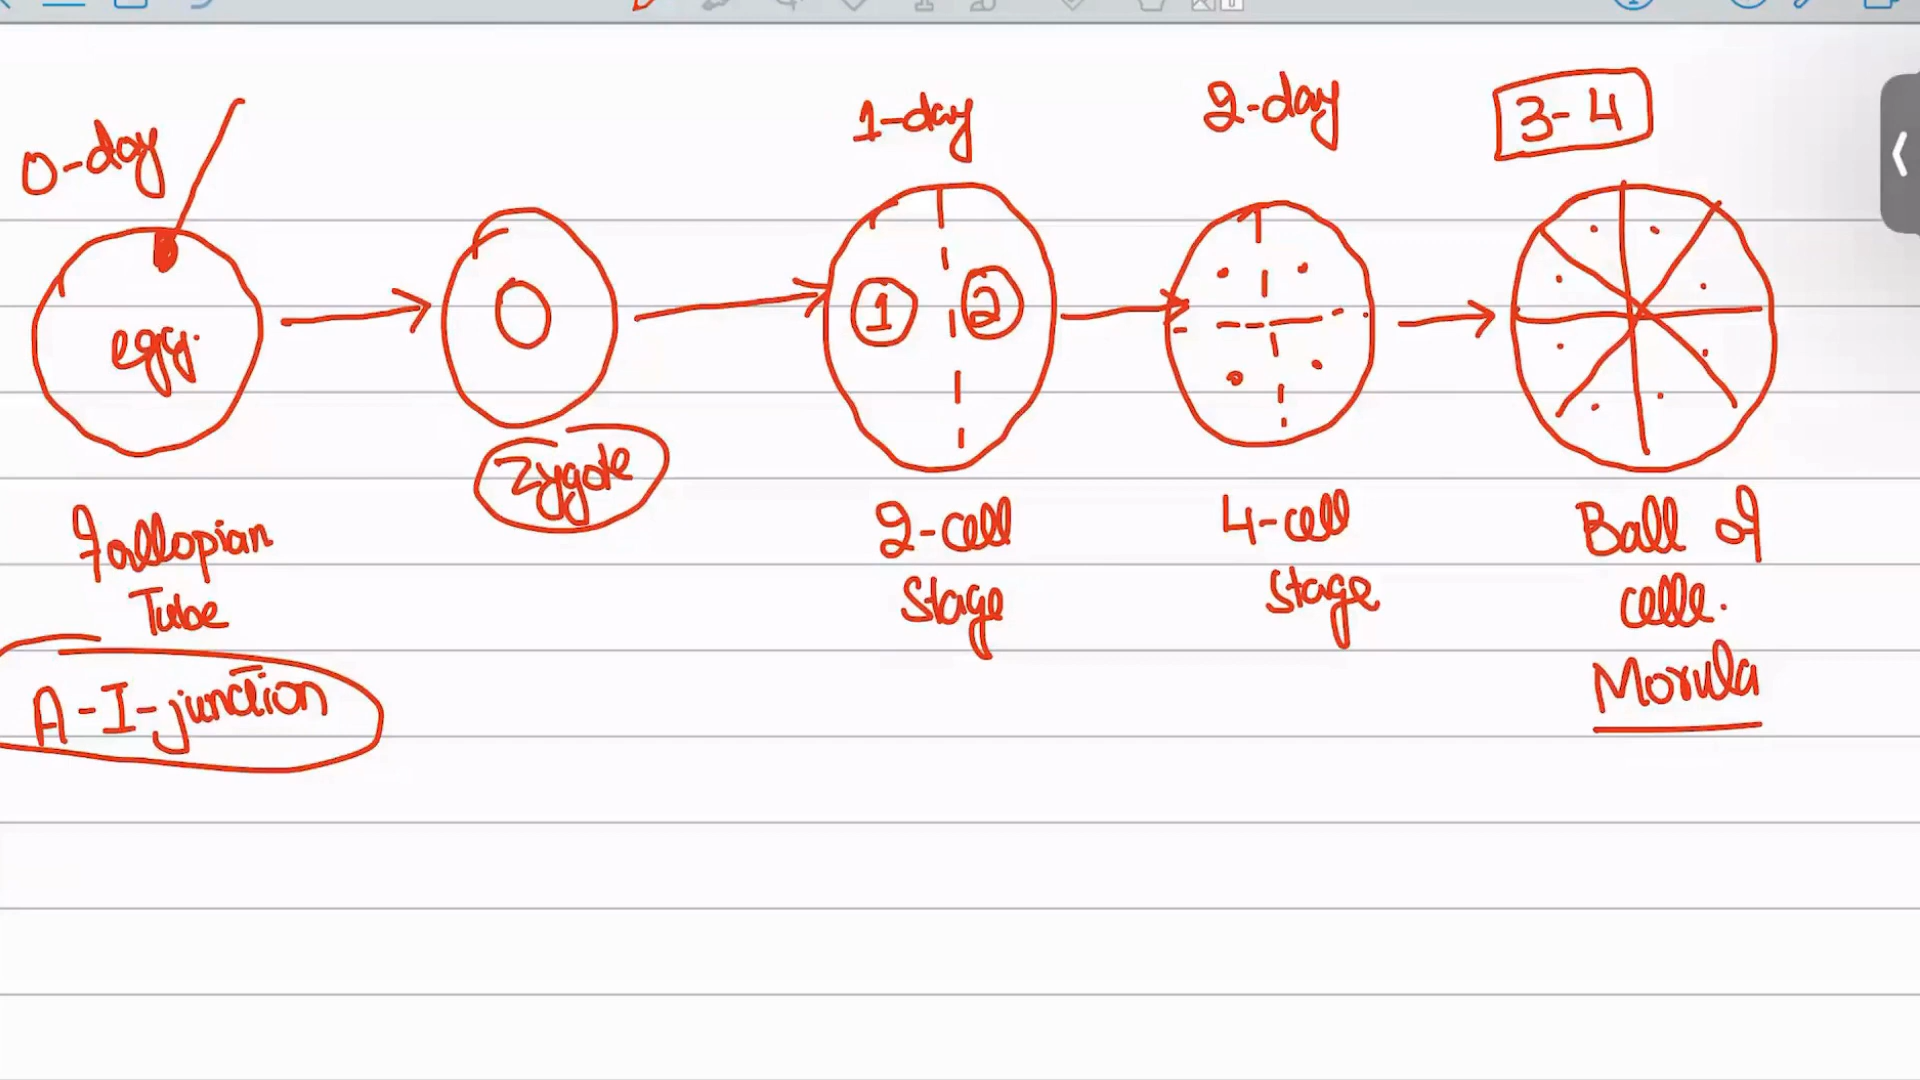 0-day
1-day
2-day
3-4
egg.
1
2
Zygote
Fallopian
Tube
A-I-junction
2-cell
Stage
4-cell
Stage
Ball of
cells.
Morula